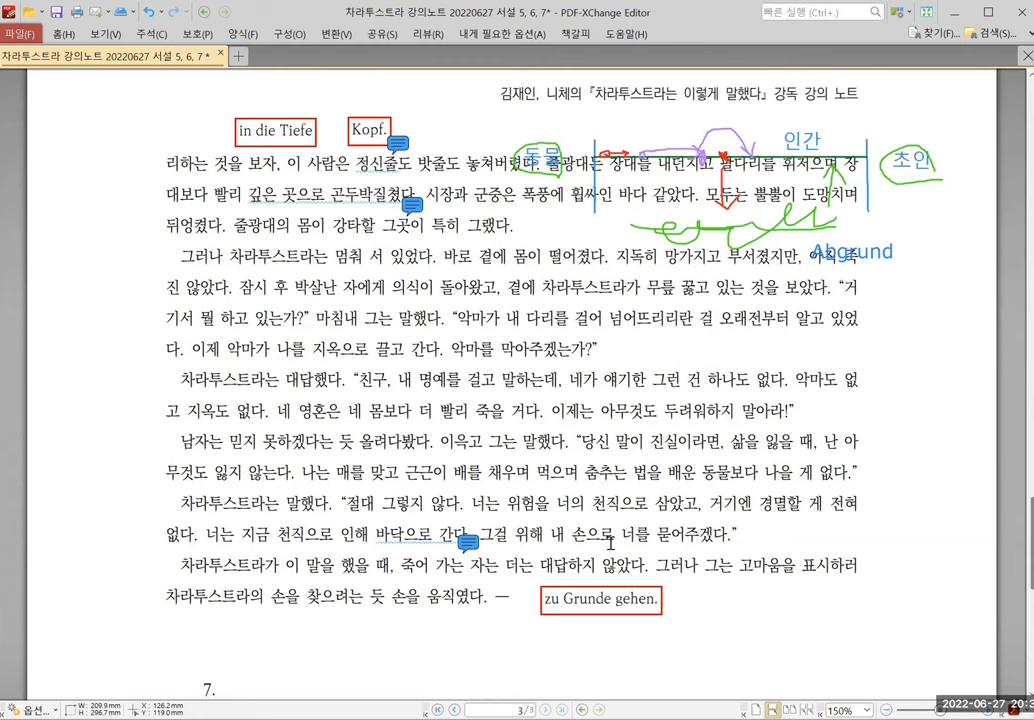 차라투스트라 강의노트 20220627 서설 5, 6, 7* - PDF-XChange Editor
빠른 실행 (Ctrl+.)
파일(F) 홈(H) 보기(V) 주석(C) 보호(P) 양식(F) 구성(O) 변환(V) 공유(S) 리뷰(R) 내게 필요한 옵션(A) 책갈피 도움말(H) 찾기(F)... 검색(S)...
차라투스트라 강의노트 20220627 서설 5, 6, 7 *
김재인, 니체의 『차라투스트라는 이렇게 말했다』 강독 강의 노트
in die Tiefe Kopf.
동물 인간 초인
리하는 것을 보자, 이 사람은 정신줄도 밧줄도 놓쳐버렸다. 줄광대는 장대를 내던지고 팔다리를 휘저으며 장
대보다 빨리 깊은 곳으로 곤두박질쳤다. 시장과 군중은 폭풍에 휩싸인 바다 같았다. 모두는 뿔뿔이 도망치며
뒤엉켰다. 줄광대의 몸이 강타할 그곳이 특히 그랬다.
Abgrund
그러나 차라투스트라는 멈춰 서 있었다. 바로 곁에 몸이 떨어졌다. 지독히 망가지고 부서졌지만,
진 않았다. 잠시 후 박살난 자에게 의식이 돌아왔고, 곁에 차라투스트라가 무릎 꿇고 있는 것을 보았다. “거
기서 뭘 하고 있는가?” 마침내 그는 말했다. “악마가 내 다리를 걸어 넘어뜨리리란 걸 오래전부터 알고 있었
다. 이제 악마가 나를 지옥으로 끌고 간다. 악마를 막아주겠는가?”
차라투스트라는 대답했다. “친구, 내 명예를 걸고 말하는데, 네가 얘기한 그런 건 하나도 없다. 악마도 없
고 지옥도 없다. 네 영혼은 네 몸보다 더 빨리 죽을 거다. 이제는 아무것도 두려워하지 말아라!”
남자는 믿지 못하겠다는 듯 올려다봤다. 이윽고 그는 말했다. “당신 말이 진실이라면, 삶을 잃을 때, 난 아
무것도 잃지 않는다. 나는 매를 맞고 근근이 배를 채우며 먹으며 춤추는 법을 배운 동물보다 나을 게 없다.”
차라투스트라는 말했다. “절대 그렇지 않다. 너는 위험을 너의 천직으로 삼았고, 거기엔 경멸할 게 전혀
없다. 너는 지금 천직으로 인해 바닥으로 간다. 그걸 위해 내 손으로 너를 묻어주겠다.”
차라투스트라가 이 말을 했을 때, 죽어 가는 자는 더는 대답하지 않았다. 그러나 그는 고마움을 표시하려
차라투스트라의 손을 찾으려는 듯 손을 움직였다. —
zu Grunde gehen.
7.
옵션... W: 209.9mm H: 296.7mm X: 126.2mm Y: 119.0mm 3/3 150%